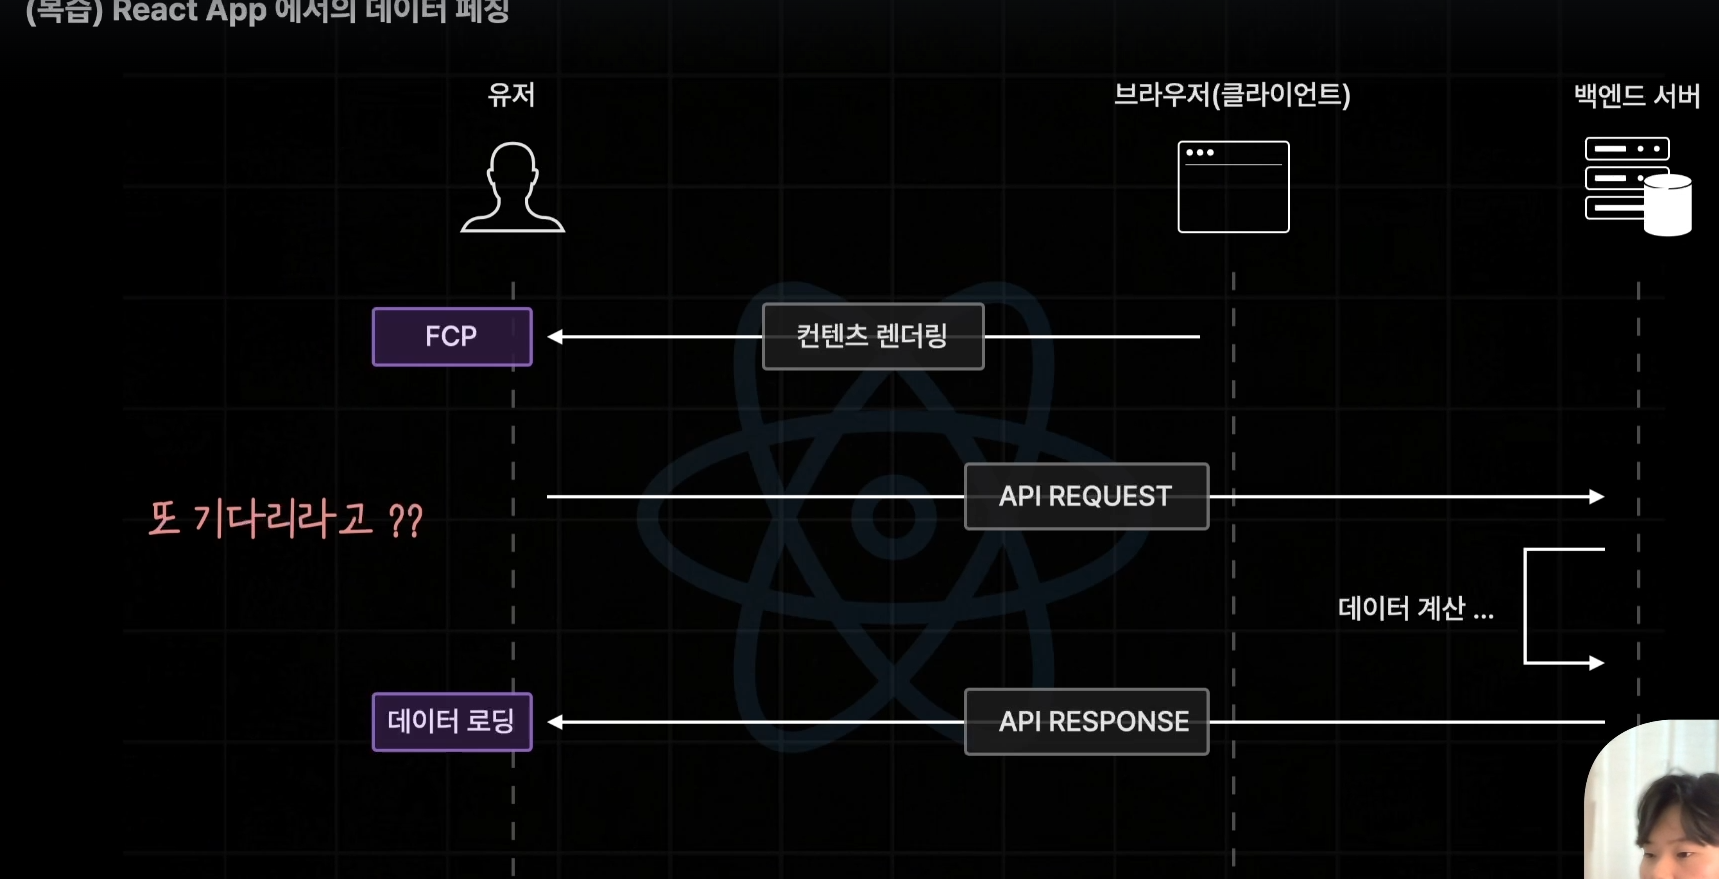 (복습) React App 에서의 데이터 페칭
유저
브라우저(클라이언트)
백엔드 서버
FCP
컨텐츠 렌더링
API REQUEST
또 기다리라고 ??
데이터 계산 ...
데이터 로딩
API RESPONSE